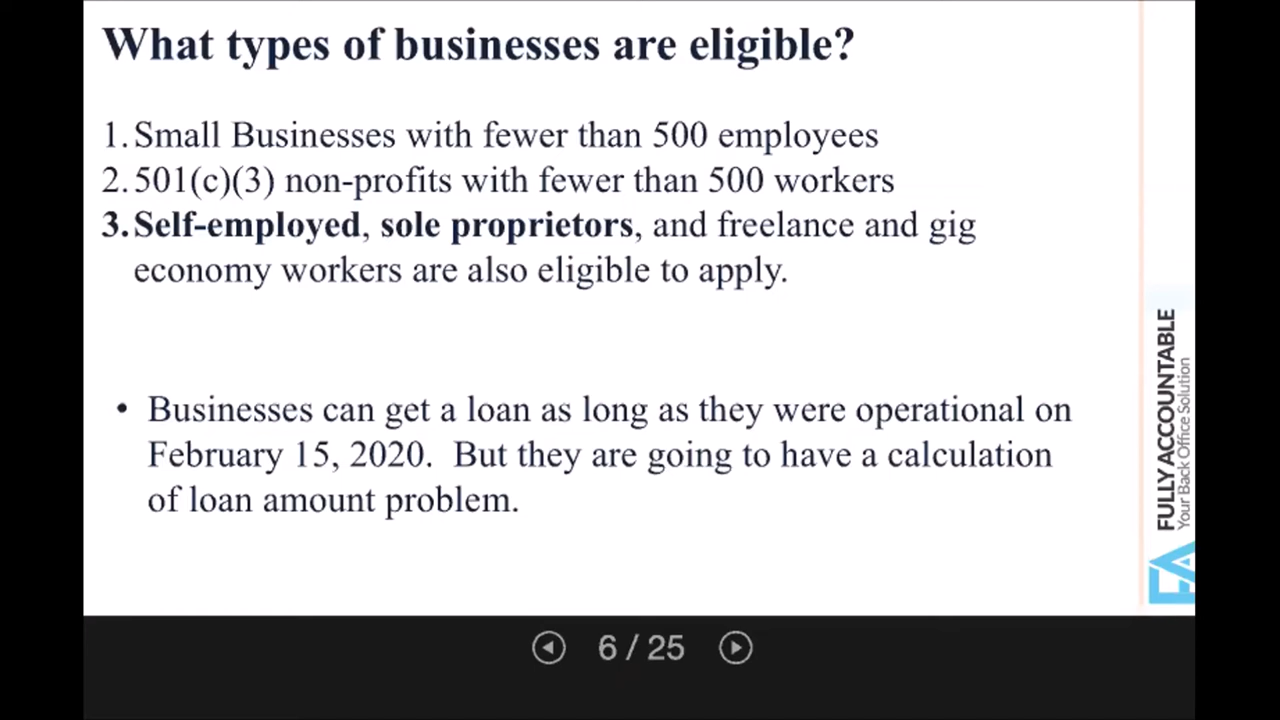 What types of businesses are eligible?
1. Small Businesses with fewer than 500 employees
2. 501(c)(3) non-profits with fewer than 500 workers
3. Self-employed, sole proprietors, and freelance and gig
economy workers are also eligible to apply.
• Businesses can get a loan as long as they were operational on
February 15, 2020.  But they are going to have a calculation
of loan amount problem.
FULLY ACCOUNTABLE
Your Back Office Solution
FA
6 / 25